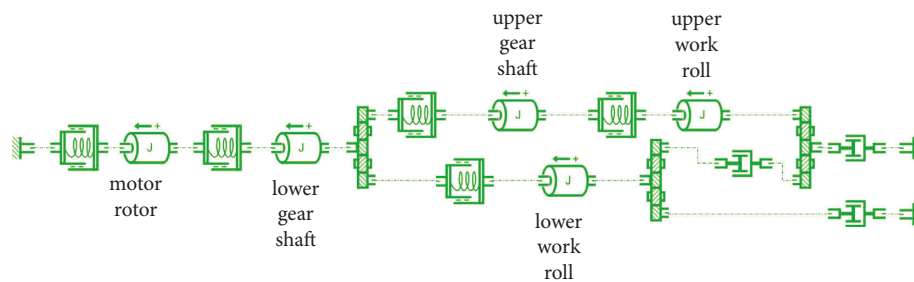 upper
gear
shaft
upper
work
roll
J
J
J
J
J
+
+
+
+
+
motor
rotor
lower
gear
shaft
lower
work
roll